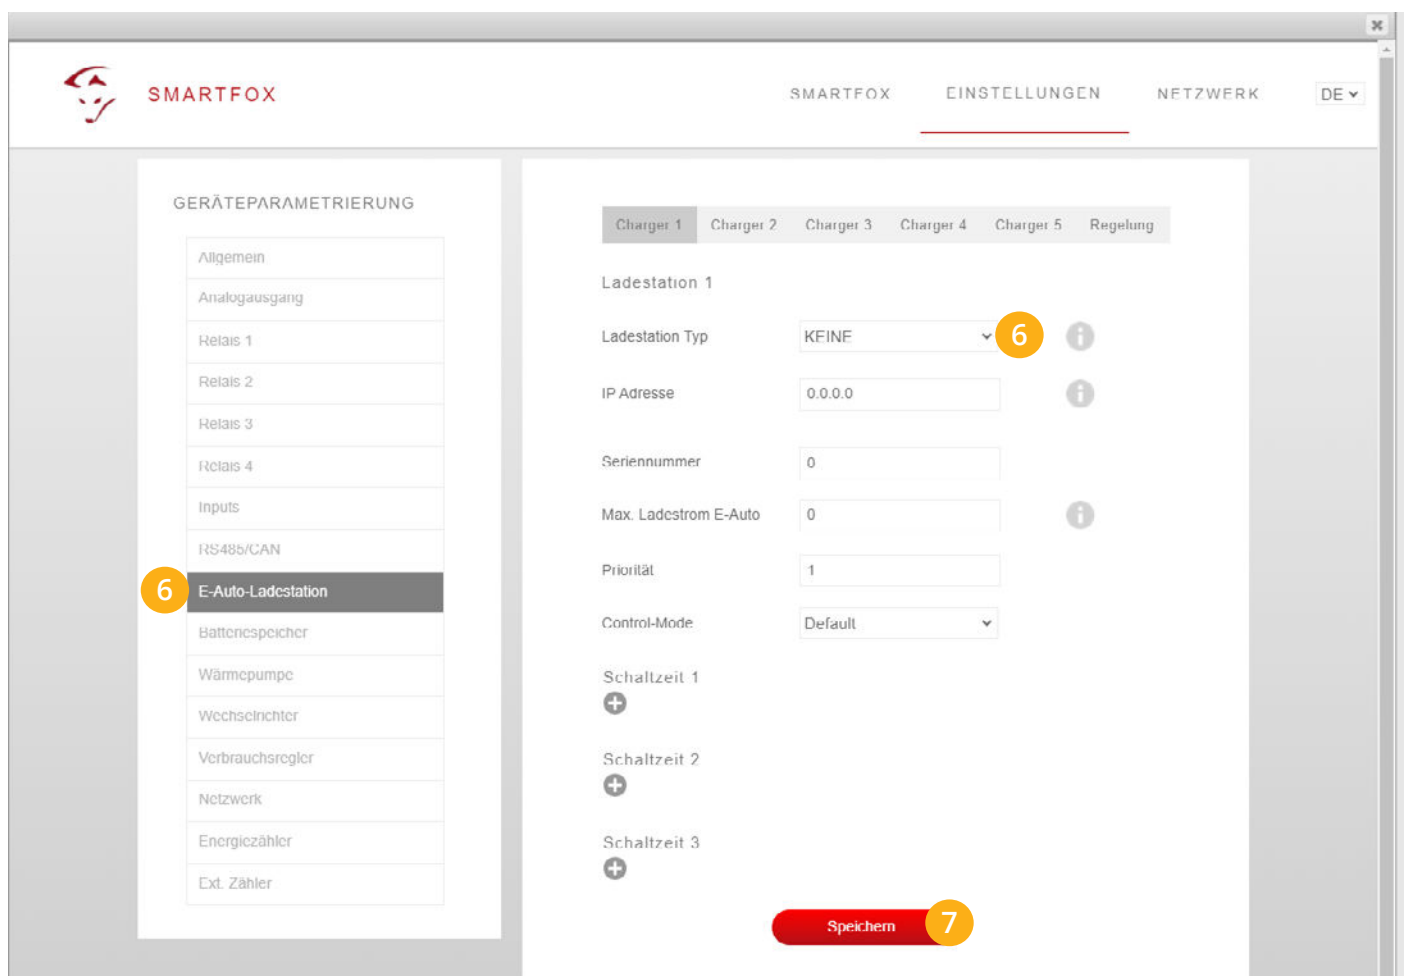 SMARTFOX
SMARTFOX EINSTELLUNGEN NETZWERK DE
GERÄTEPARAMETRIERUNG
Allgemein
Analogausgang
Relais 1
Relais 2
Relais 3
Relais 4
Inputs
RS485/CAN
6 E-Auto-Ladestation
Batteriespeicher
Wärmepumpe
Wechselrichter
Verbrauchsregler
Netzwerk
Energiezähler
Ext. Zähler
Charger 1 Charger 2 Charger 3 Charger 4 Charger 5 Regelung
Ladestation 1
Ladestation Typ KEINE 6 i
IP Adresse 0.0.0.0 i
Seriennummer 0
Max. Ladestrom E-Auto 0 i
Priorität 1
Control-Mode Default
Schaltzeit 1
Schaltzeit 2
Schaltzeit 3
Speichern 7